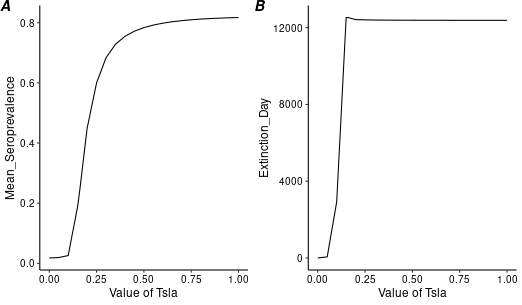 A
Mean_Seroprevalence
0.8
0.6
0.4
0.2
0.0
0.00 0.25 0.50 0.75 1.00
Value of Tsla
B
Extinction_Day
12000
8000
4000
0
0.00 0.25 0.50 0.75 1.00
Value of Tsla